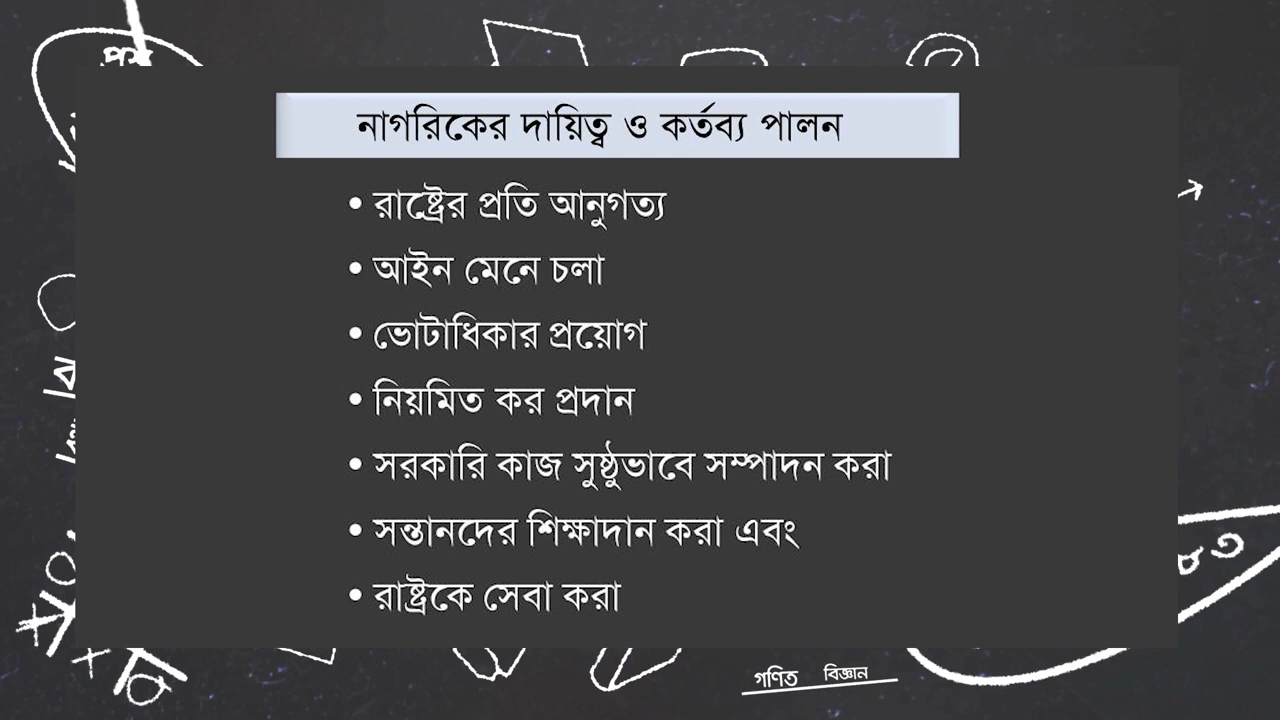 নাগরিকের দায়িত্ব ও কর্তব্য পালন
• রাষ্ট্রের প্রতি আনুগত্য
• আইন মেনে চলা
• ভোটাধিকার প্রয়োগ
• নিয়মিত কর প্রদান
• সরকারি কাজ সুষ্ঠুভাবে সম্পাদন করা
• সন্তানদের শিক্ষাদান করা এবং
• রাষ্ট্রকে সেবা করা
গণিত বিজ্ঞান